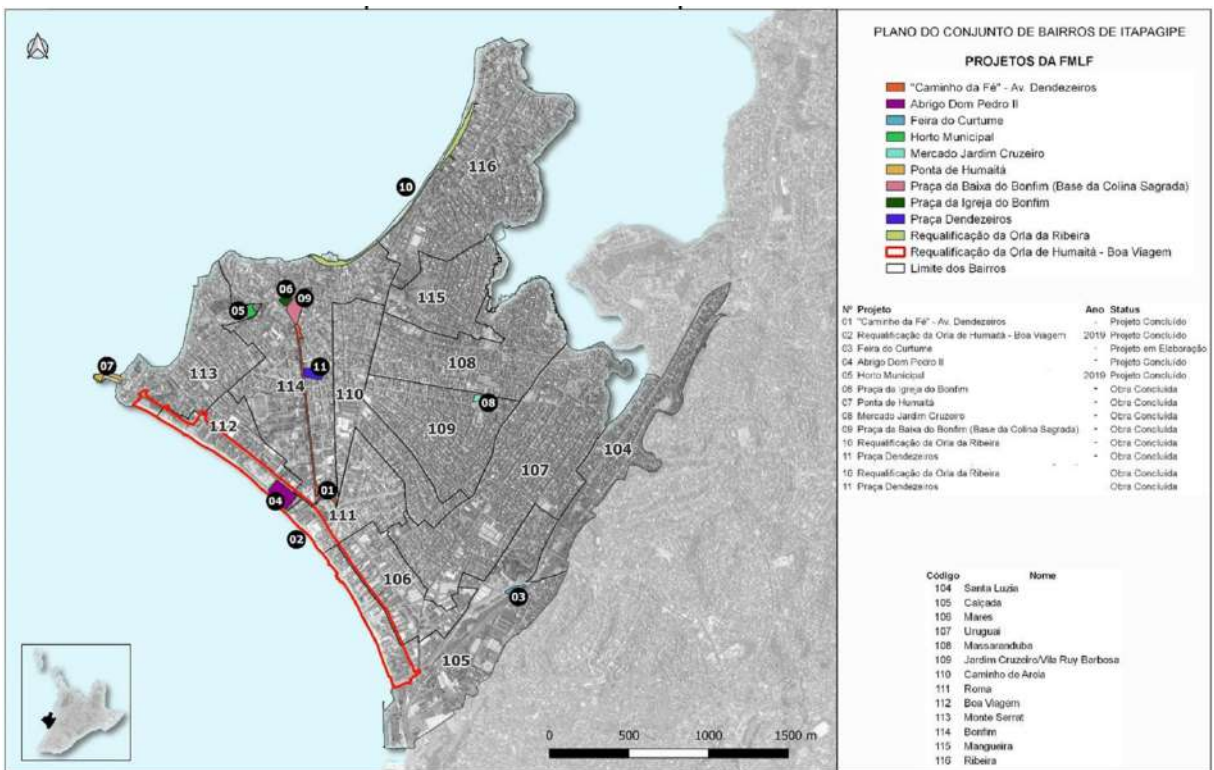 PLANO DO CONJUNTO DE BAIRROS DE ITAPAGIPE
PROJETOS DA FMLF
"Caminho da Fé" - Av. Dendezeiros
Abrigo Dom Pedro II
Feira do Curtume
Horto Municipal
Mercado Jardim Cruzeiro
Ponta de Humaitá
Praça da Baixa do Bonfim (Base da Colina Sagrada)
Praça da Igreja do Bonfim
Praça Dendezeiros
Requalificação da Orla da Ribeira
Requalificação da Orla de Humaitá - Boa Viagem
Limite dos Bairros
Nº Projeto Ano Status
01 "Caminho da Fé" - Av. Dendezeiros - Projeto Concluído
02 Requalificação da Orla de Humaitá - Boa Viagem 2019 Projeto Concluído
03 Feira do Curtume - Projeto em Elaboração
04 Abrigo Dom Pedro II - Projeto Concluído
05 Horto Municipal 2019 Projeto Concluído
06 Praça da Igreja do Bonfim - Obra Concluída
07 Ponta de Humaitá - Obra Concluída
08 Mercado Jardim Cruzeiro - Obra Concluída
09 Praça da Baixa do Bonfim (Base da Colina Sagrada) - Obra Concluída
10 Requalificação da Orla da Ribeira - Obra Concluída
11 Praça Dendezeiros - Obra Concluída
10 Requalificação da Orla da Ribeira Obra Concluída
11 Praça Dendezeiros Obra Concluída
Código Nome
104 Santa Luzia
105 Calçada
106 Mares
107 Uruguai
108 Massaranduba
109 Jardim Cruzeiro/Vila Ruy Barbosa
110 Caminho de Areia
111 Roma
112 Boa Viagem
113 Monte Serrat
114 Bonfim
115 Mangueira
116 Ribeira
116
10
115
06
09
05
108
07
113
11
114
110
08
109
112
104
107
01
04
111
02
106
03
105
0 500 1000 1500 m